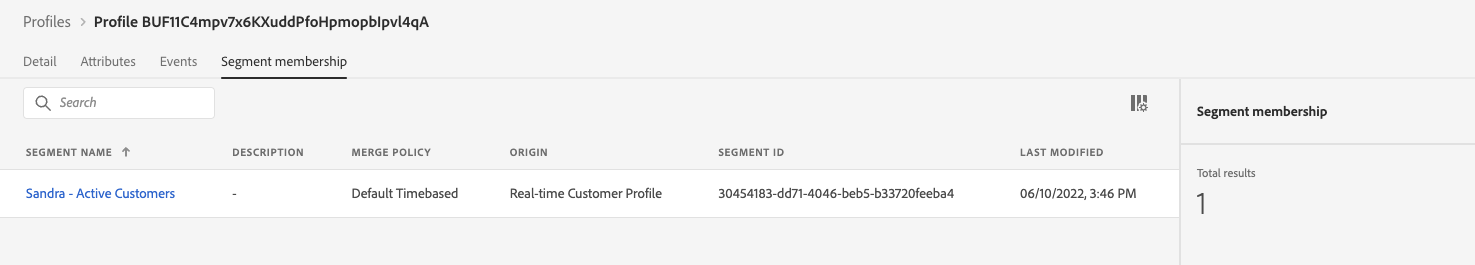 Profiles > Profile BUF11C4mpv7x6KXuddPfoHpmopbIpvl4qA
Detail Attributes Events Segment membership
Search
Segment membership
SEGMENT NAME ↑ DESCRIPTION MERGE POLICY ORIGIN SEGMENT ID LAST MODIFIED
Sandra - Active Customers - Default Timebased Real-time Customer Profile 30454183-dd71-4046-beb5-b33720feeba4 06/10/2022, 3:46 PM
Total results
1